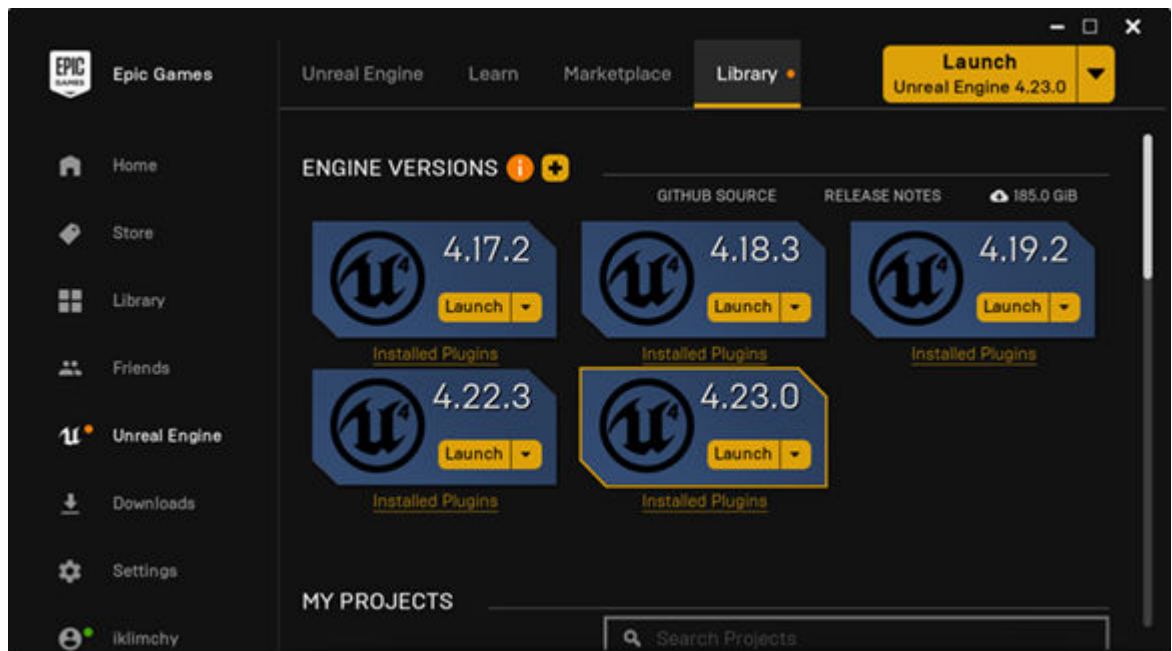 EPIC GAMES
Epic Games
Unreal Engine Learn Marketplace Library
Launch
Unreal Engine 4.23.0
Home
Store
Library
Friends
Unreal Engine
Downloads
Settings
iklimchy
ENGINE VERSIONS
GITHUB SOURCE RELEASE NOTES 185.0 GiB
4.17.2
Launch
Installed Plugins
4.18.3
Launch
Installed Plugins
4.19.2
Launch
Installed Plugins
4.22.3
Launch
Installed Plugins
4.23.0
Launch
Installed Plugins
MY PROJECTS
Search Projects